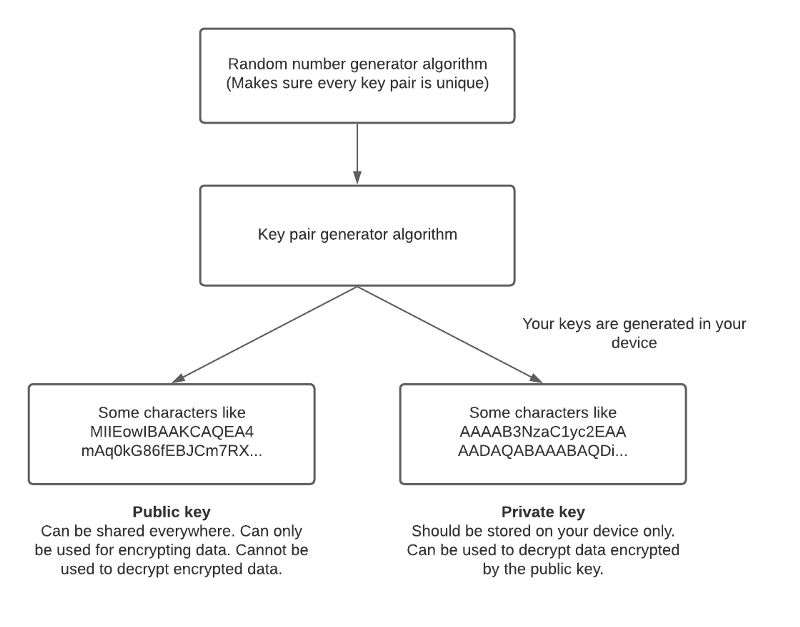 Random number generator algorithm
(Makes sure every key pair is unique)
Key pair generator algorithm
Your keys are generated in your
device
Some characters like
MIIEowIBAAKCAQEA4
mAq0kG86fEBJCm7RX...
Some characters like
AAAAB3NzaC1yc2EAA
AADAQABAAABAQDi...
Public key
Can be shared everywhere. Can only
be used for encrypting data. Cannot be
used to decrypt encrypted data.
Private key
Should be stored on your device only.
Can be used to decrypt data encrypted
by the public key.